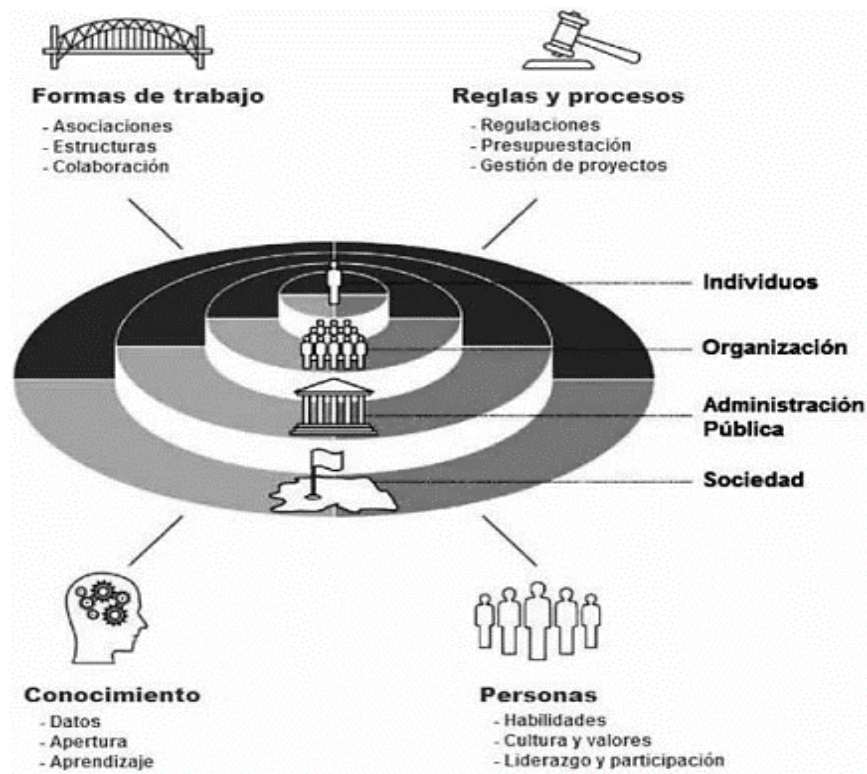 Formas de trabajo
- Asociaciones
- Estructuras
- Colaboración
Reglas y procesos
- Regulaciones
- Presupuestación
- Gestión de proyectos
Individuos
Organización
Administración
Pública
Sociedad
Conocimiento
- Datos
- Apertura
- Aprendizaje
Personas
- Habilidades
- Cultura y valores
- Liderazgo y participación